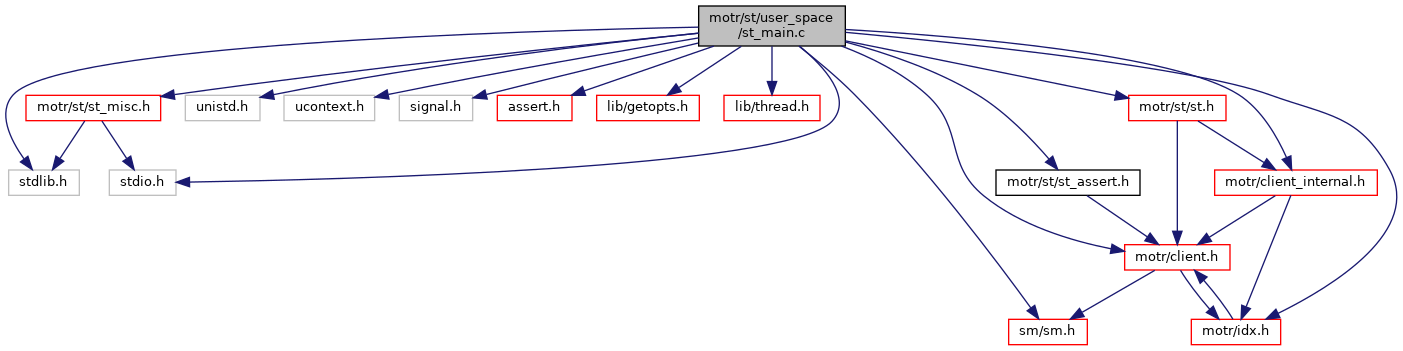 motr/st/user_space
/st_main.c
motr/st/st_misc.h
unistd.h
ucontext.h
signal.h
assert.h
lib/getopts.h
lib/thread.h
motr/st/st.h
stdlib.h
stdio.h
motr/st/st_assert.h
motr/client_internal.h
motr/client.h
sm/sm.h
motr/idx.h